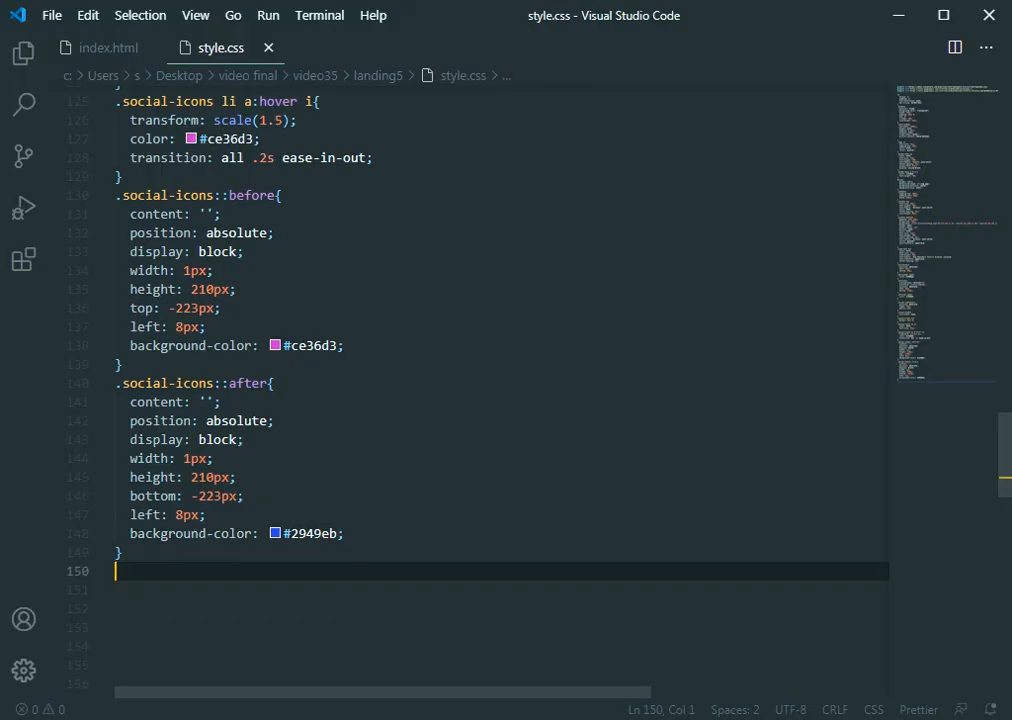 File Edit Selection View Go Run Terminal Help
style.css - Visual Studio Code
index.html
style.css
c: > Users > s > Desktop > video final > video35 > landing5 > style.css > ...
125 .social-icons li a:hover i{
126 transform: scale(1.5);
127 color: #ce36d3;
128 transition: all .2s ease-in-out;
129 }
130 .social-icons::before{
131 content: '';
132 position: absolute;
133 display: block;
134 width: 1px;
135 height: 210px;
136 top: -223px;
137 left: 8px;
138 background-color: #ce36d3;
139 }
140 .social-icons::after{
141 content: '';
142 position: absolute;
143 display: block;
144 width: 1px;
145 height: 210px;
146 bottom: -223px;
147 left: 8px;
148 background-color: #2949eb;
149 }
150
151
152
153
154
155
156
0 0
Ln 150, Col 1 Spaces: 2 UTF-8 CRLF CSS Prettier